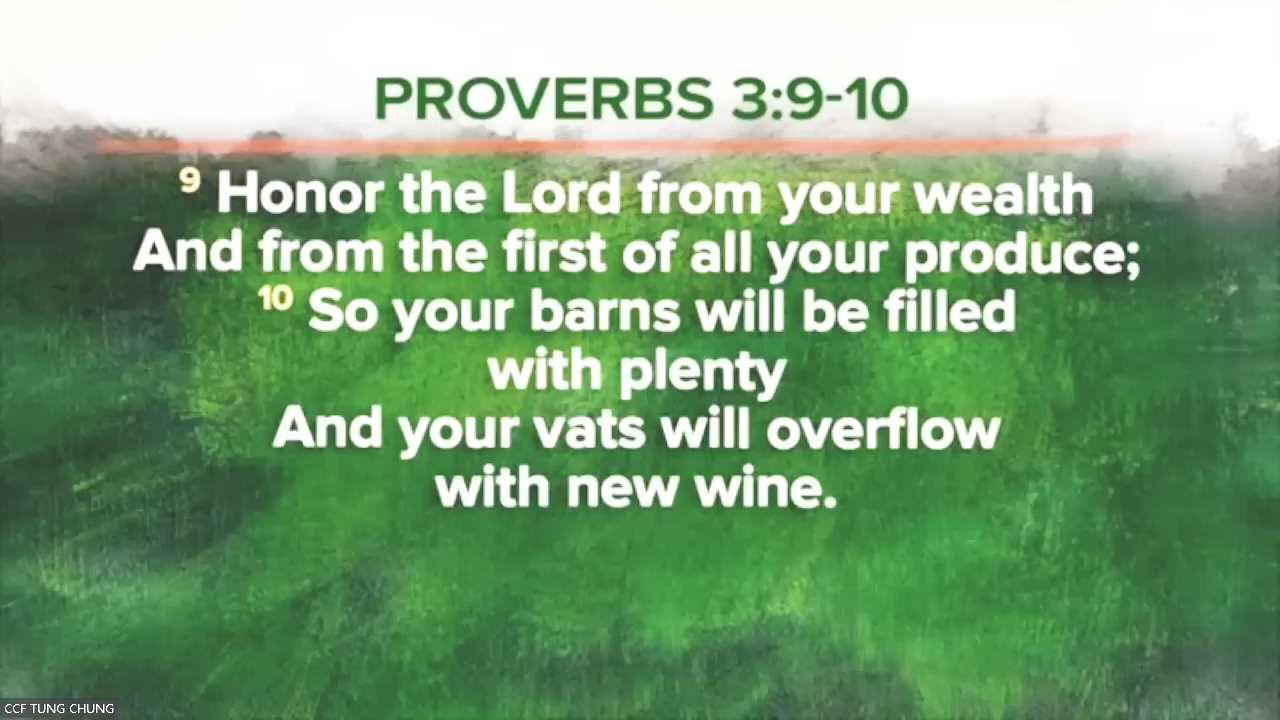 PROVERBS 3:9-10
9 Honor the Lord from your wealth
And from the first of all your produce;
10 So your barns will be filled
with plenty
And your vats will overflow
with new wine.
CCF TUNG CHUNG